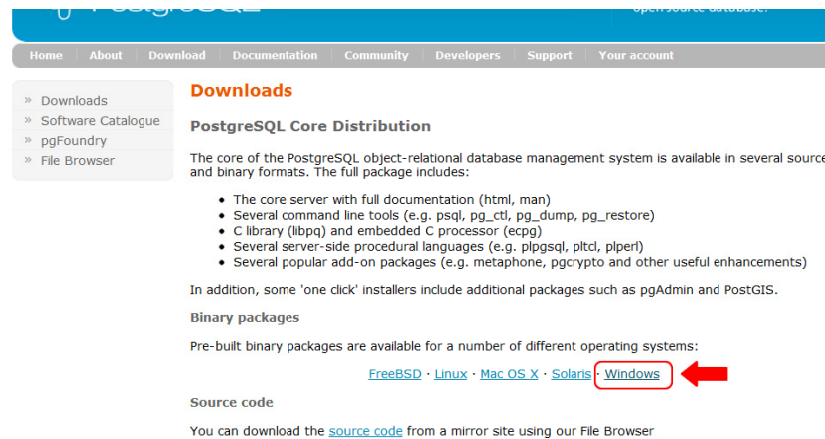 open source database.
Home About Download Documentation Community Developers Support Your account
» Downloads
» Software Catalogue
» pgFoundry
» File Browser
Downloads
PostgreSQL Core Distribution
The core of the PostgreSQL object-relational database management system is available in several source
and binary formats. The full package includes:
• The core server with full documentation (html, man)
• Several command line tools (e.g. psql, pg_ctl, pg_dump, pg_restore)
• C library (libpq) and embedded C processor (ecpg)
• Several server-side procedural languages (e.g. plpgsql, pltcl, plperl)
• Several popular add-on packages (e.g. metaphone, pgcrypto and other useful enhancements)
In addition, some 'one click' installers include additional packages such as pgAdmin and PostGIS.
Binary packages
Pre-built binary packages are available for a number of different operating systems:
FreeBSD · Linux · Mac OS X · Solaris · Windows
Source code
You can download the source code from a mirror site using our File Browser